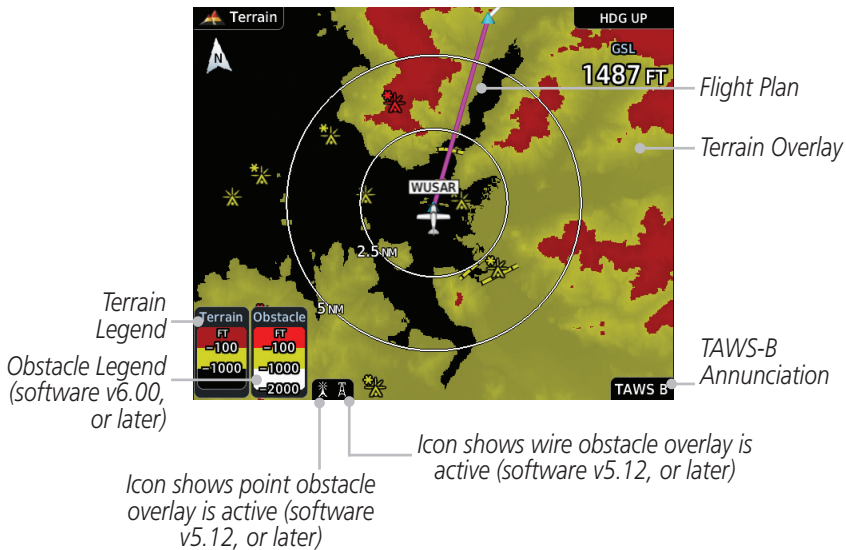 Terrain
HDG UP
N
GSL
1487 FT
Flight Plan
Terrain Overlay
WUSAR
2.5 NM
5 NM
Terrain
Legend
Terrain
FT
-100
-1000
Obstacle
FT
-100
-1000
-2000
Obstacle Legend
(software v6.00,
or later)
TAWS B
TAWS-B
Annunciation
Icon shows wire obstacle overlay is
active (software v5.12, or later)
Icon shows point obstacle
overlay is active (software
v5.12, or later)